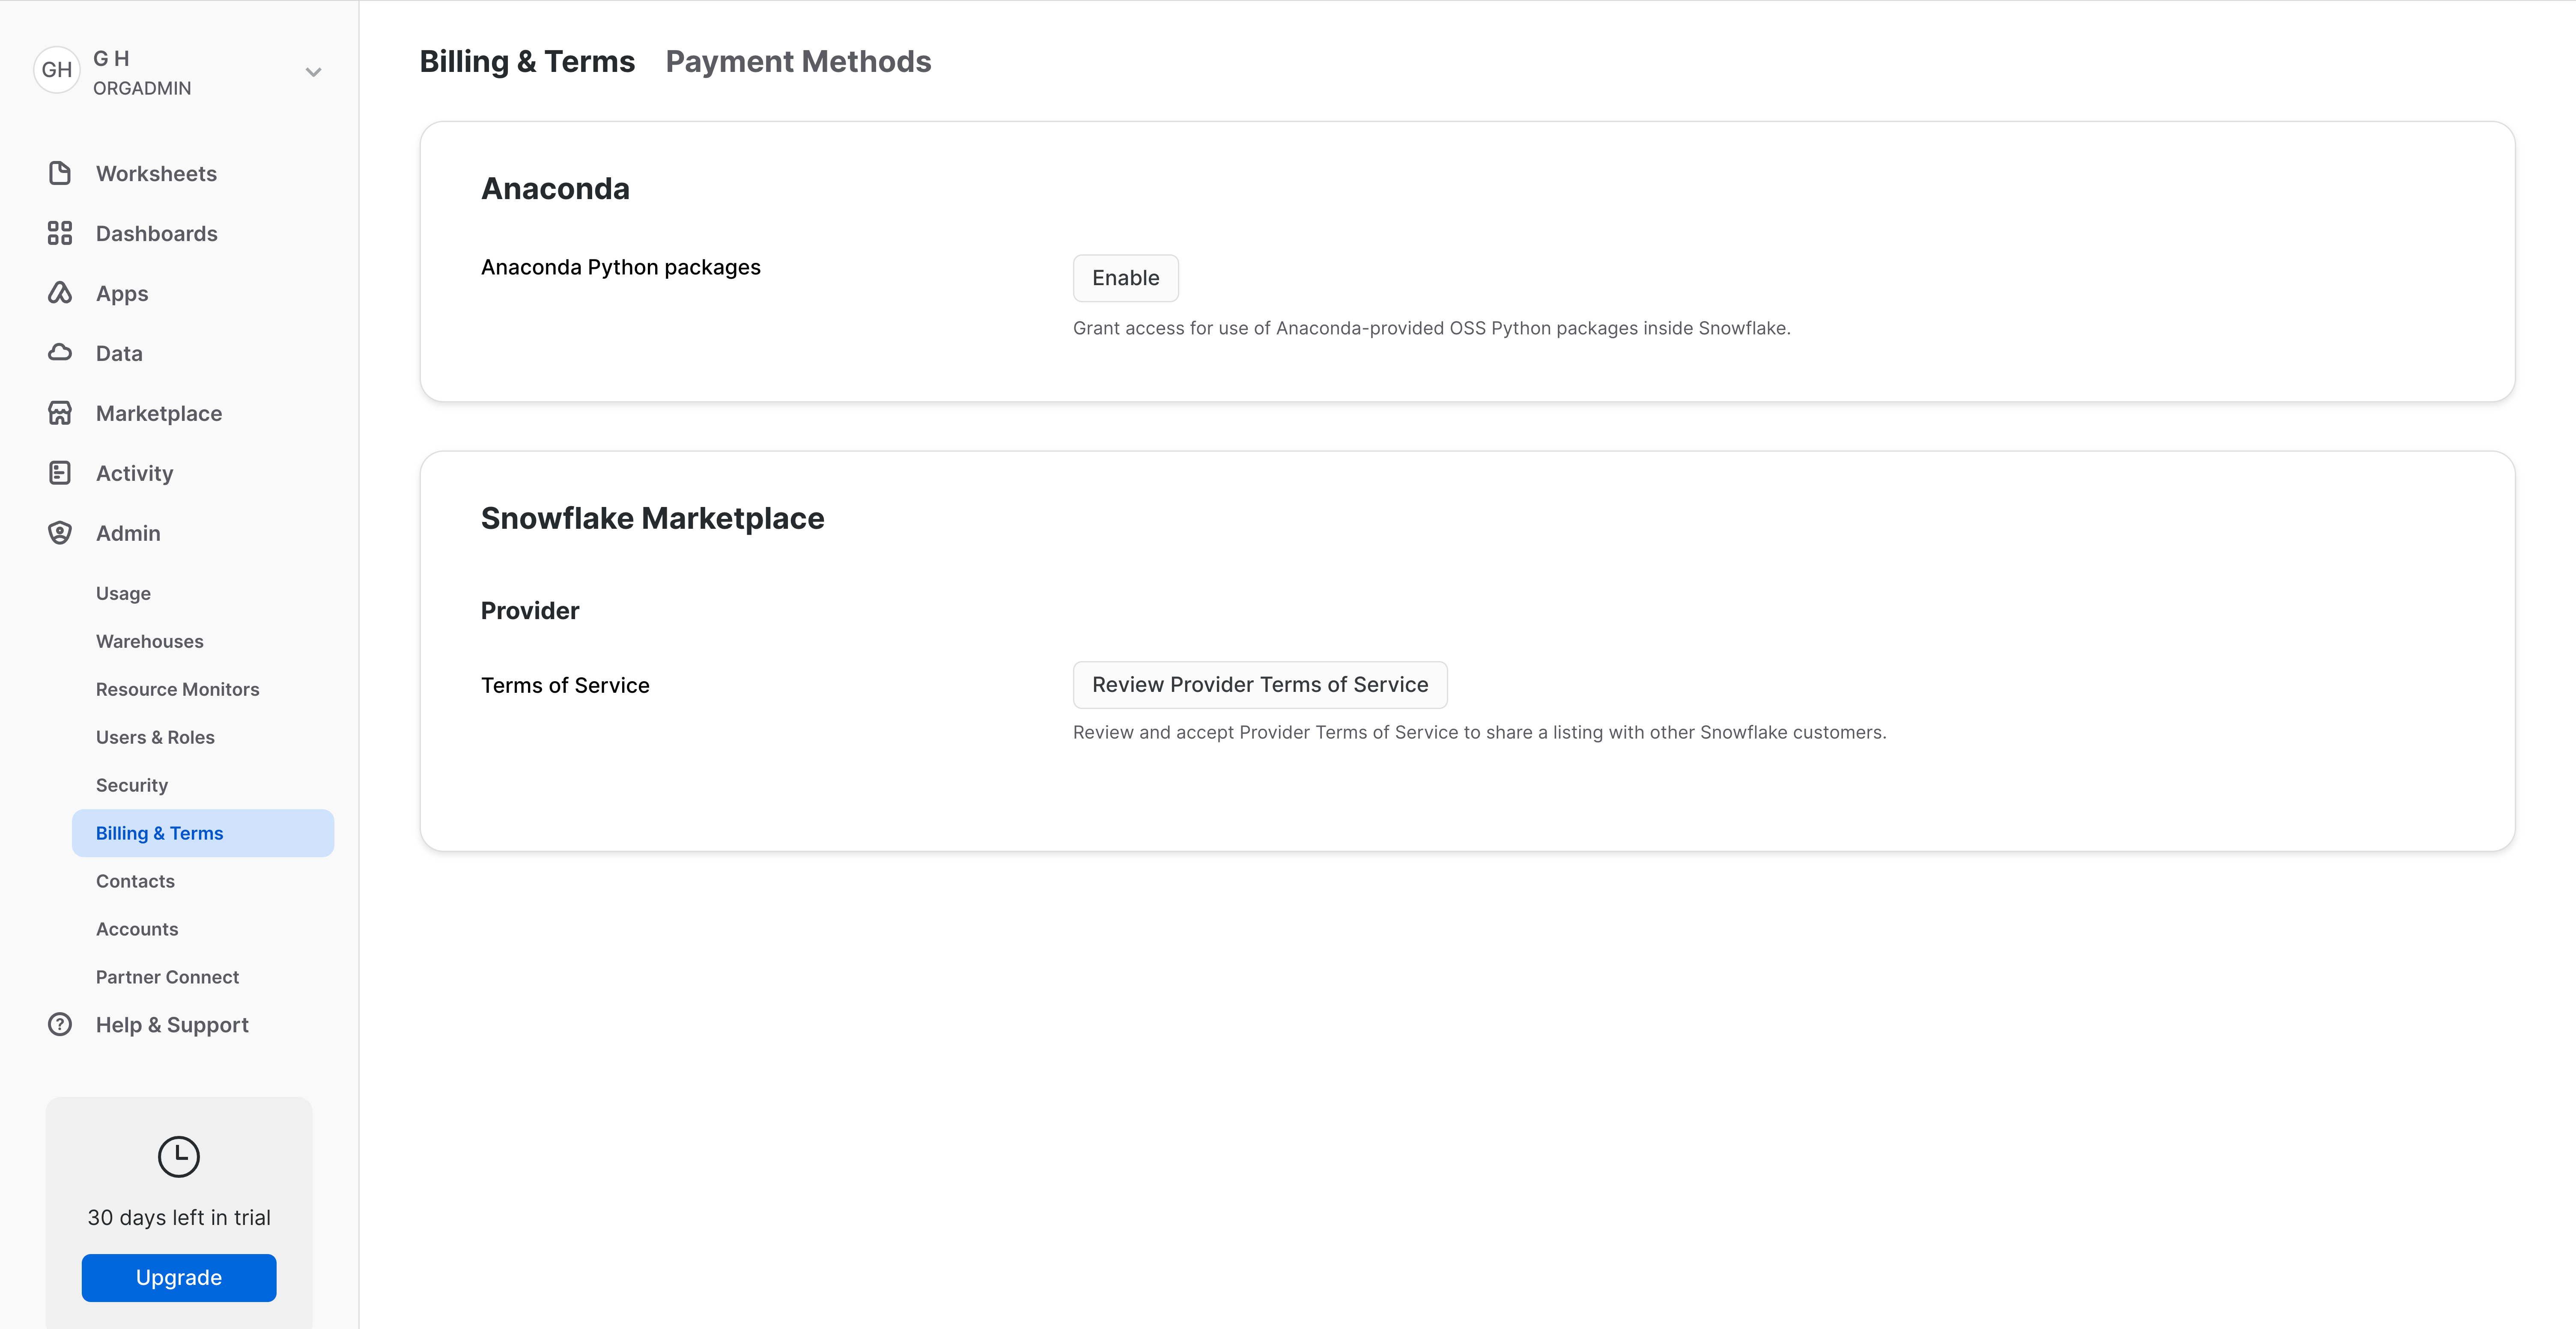 GH
G H
ORGADMIN
Worksheets
Dashboards
Apps
Data
Marketplace
Activity
Admin
Usage
Warehouses
Resource Monitors
Users & Roles
Security
Billing & Terms
Contacts
Accounts
Partner Connect
Help & Support
30 days left in trial
Upgrade
Billing & Terms Payment Methods
Anaconda
Anaconda Python packages
Enable
Grant access for use of Anaconda-provided OSS Python packages inside Snowflake.
Snowflake Marketplace
Provider
Terms of Service
Review Provider Terms of Service
Review and accept Provider Terms of Service to share a listing with other Snowflake customers.